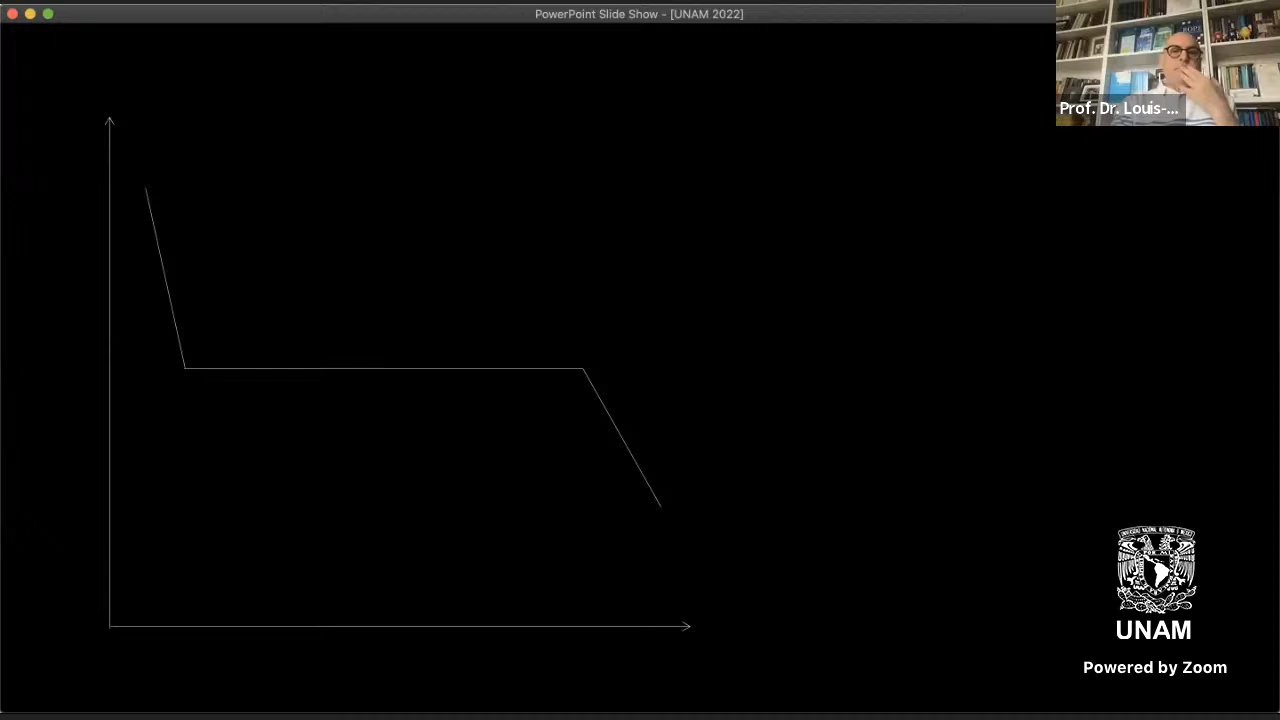 PowerPoint Slide Show - [UNAM 2022]
Prof. Dr. Louis-...
UNAM
Powered by Zoom